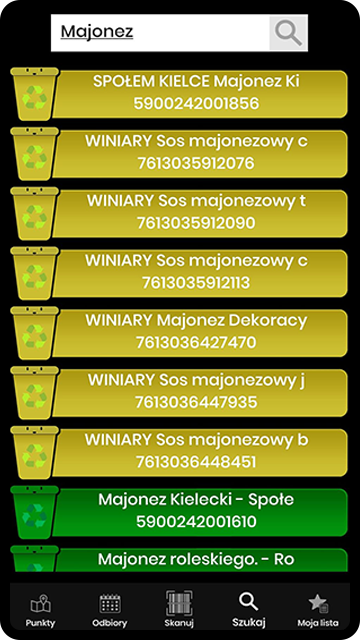 Majonez
SPOŁEM KIELCE Majonez Ki
5900242001856
WINIARY Sos majonezowy c
7613035912076
WINIARY Sos majonezowy t
7613035912090
WINIARY Sos majonezowy c
7613035912113
WINIARY Majonez Dekoracy
7613036427470
WINIARY Sos majonezowy j
7613036447935
WINIARY Sos majonezowy b
7613036448451
Majonez Kielecki - Społe
5900242001610
Majonez roleskiego. - Ro
Punkty
Odbiory
Skanuj
Szukaj
Moja lista